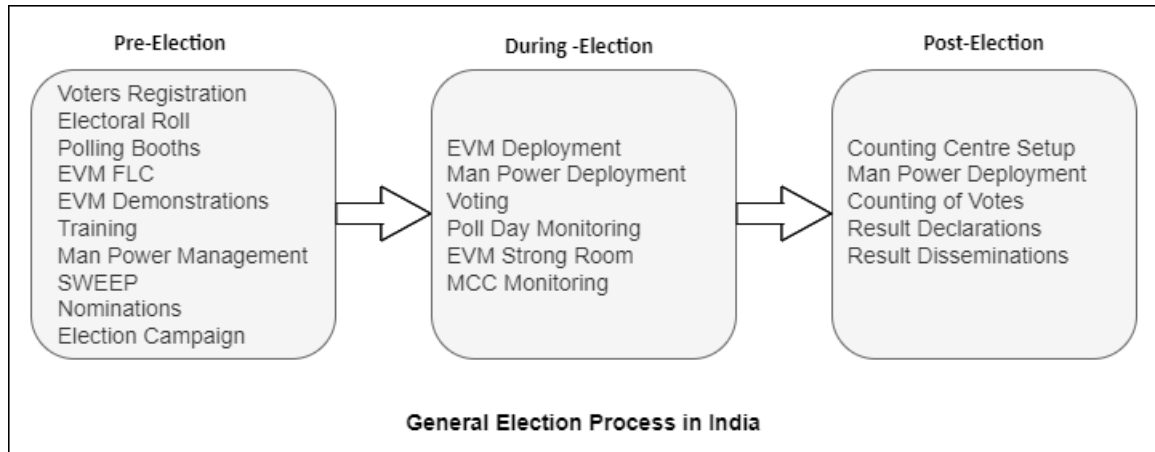 Pre-Election
Voters Registration
Electoral Roll
Polling Booths
EVM FLC
EVM Demonstrations
Training
Man Power Management
SWEEP
Nominations
Election Campaign
During -Election
EVM Deployment
Man Power Deployment
Voting
Poll Day Monitoring
EVM Strong Room
MCC Monitoring
Post-Election
Counting Centre Setup
Man Power Deployment
Counting of Votes
Result Declarations
Result Disseminations
General Election Process in India